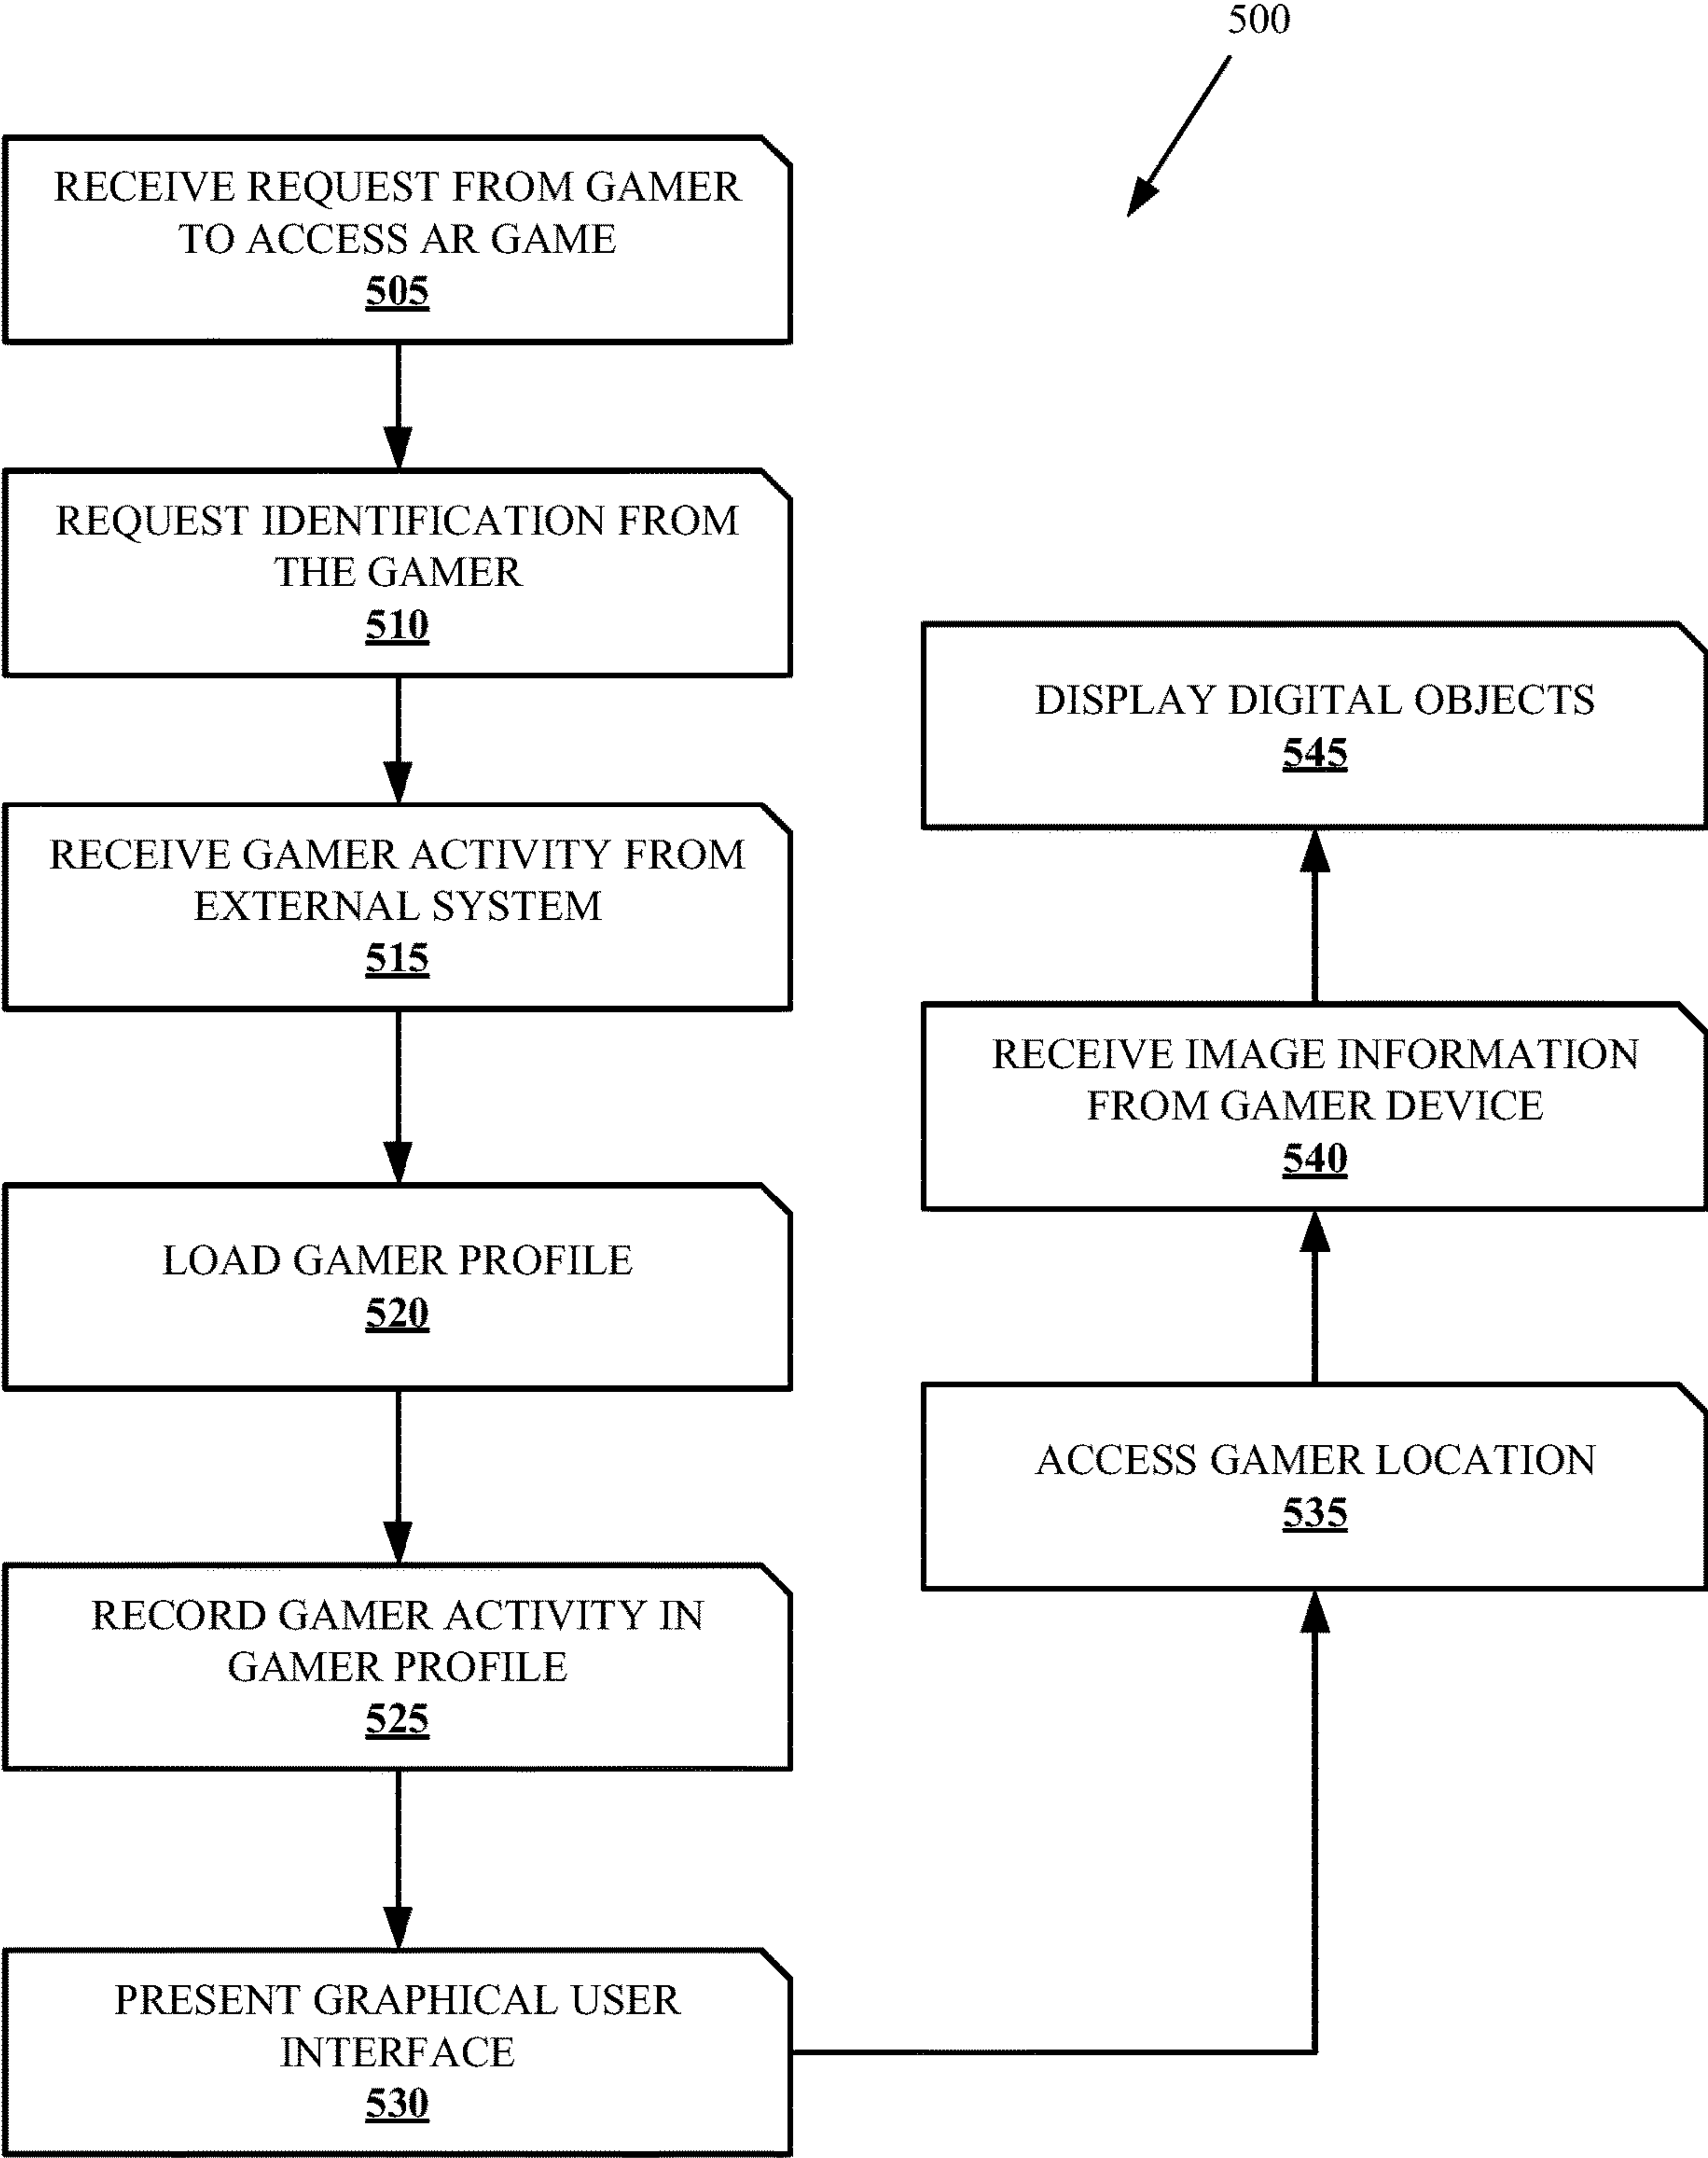 500
RECEIVE REQUEST FROM GAMER
TO ACCESS AR GAME
505
REQUEST IDENTIFICATION FROM
THE GAMER
510
RECEIVE GAMER ACTIVITY FROM
EXTERNAL SYSTEM
515
LOAD GAMER PROFILE
520
RECORD GAMER ACTIVITY IN
GAMER PROFILE
525
PRESENT GRAPHICAL USER
INTERFACE
530
ACCESS GAMER LOCATION
535
RECEIVE IMAGE INFORMATION
FROM GAMER DEVICE
540
DISPLAY DIGITAL OBJECTS
545